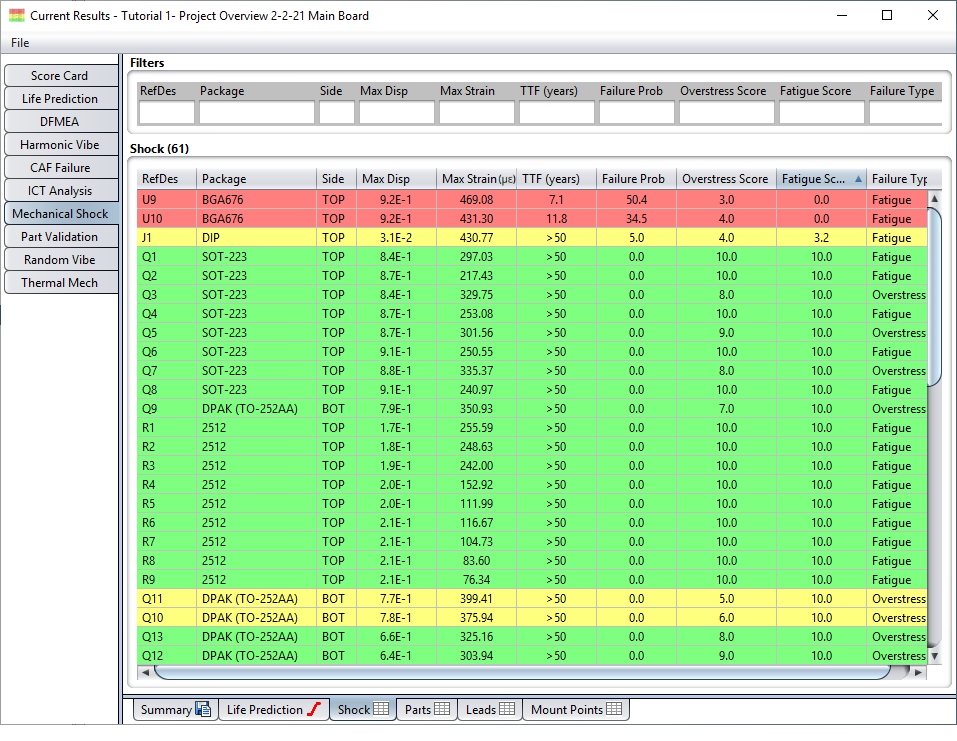 Current Results - Tutorial 1- Project Overview 2-2-21 Main Board
File
Score Card
Life Prediction
DFMEA
Harmonic Vibe
CAF Failure
ICT Analysis
Mechanical Shock
Part Validation
Random Vibe
Thermal Mech
Filters
RefDes Package Side Max Disp Max Strain TTF (years) Failure Prob Overstress Score Fatigue Score Failure Type
Shock (61)
RefDes Package Side Max Disp Max Strain(με) TTF (years) Failure Prob Overstress Score Fatigue Sc... Failure Typ
U9 BGA676 TOP 9.2E-1 469.08 7.1 50.4 3.0 0.0 Fatigue
U10 BGA676 TOP 9.2E-1 431.30 11.8 34.5 4.0 0.0 Fatigue
J1 DIP TOP 3.1E-2 430.77 >50 5.0 4.0 3.2 Fatigue
Q1 SOT-223 TOP 8.4E-1 297.03 >50 0.0 10.0 10.0 Fatigue
Q2 SOT-223 TOP 8.7E-1 217.43 >50 0.0 10.0 10.0 Fatigue
Q3 SOT-223 TOP 8.4E-1 329.75 >50 0.0 8.0 10.0 Overstress
Q4 SOT-223 TOP 8.7E-1 253.08 >50 0.0 10.0 10.0 Fatigue
Q5 SOT-223 TOP 8.7E-1 301.56 >50 0.0 9.0 10.0 Overstress
Q6 SOT-223 TOP 9.1E-1 250.55 >50 0.0 10.0 10.0 Fatigue
Q7 SOT-223 TOP 8.8E-1 335.37 >50 0.0 8.0 10.0 Overstress
Q8 SOT-223 TOP 9.1E-1 240.97 >50 0.0 10.0 10.0 Fatigue
Q9 DPAK (TO-252AA) BOT 7.9E-1 350.93 >50 0.0 7.0 10.0 Overstress
R1 2512 TOP 1.7E-1 255.59 >50 0.0 10.0 10.0 Fatigue
R2 2512 TOP 1.8E-1 248.63 >50 0.0 10.0 10.0 Fatigue
R3 2512 TOP 1.9E-1 242.00 >50 0.0 10.0 10.0 Fatigue
R4 2512 TOP 2.0E-1 152.92 >50 0.0 10.0 10.0 Fatigue
R5 2512 TOP 2.0E-1 111.99 >50 0.0 10.0 10.0 Fatigue
R6 2512 TOP 2.1E-1 116.67 >50 0.0 10.0 10.0 Fatigue
R7 2512 TOP 2.1E-1 104.73 >50 0.0 10.0 10.0 Fatigue
R8 2512 TOP 2.1E-1 83.60 >50 0.0 10.0 10.0 Fatigue
R9 2512 TOP 2.1E-1 76.34 >50 0.0 10.0 10.0 Fatigue
Q11 DPAK (TO-252AA) BOT 7.7E-1 399.41 >50 0.0 5.0 10.0 Overstress
Q10 DPAK (TO-252AA) BOT 7.8E-1 375.94 >50 0.0 6.0 10.0 Overstress
Q13 DPAK (TO-252AA) BOT 6.6E-1 325.16 >50 0.0 8.0 10.0 Overstress
Q12 DPAK (TO-252AA) BOT 6.4E-1 303.94 >50 0.0 9.0 10.0 Overstress
Summary Life Prediction Shock Parts Leads Mount Points